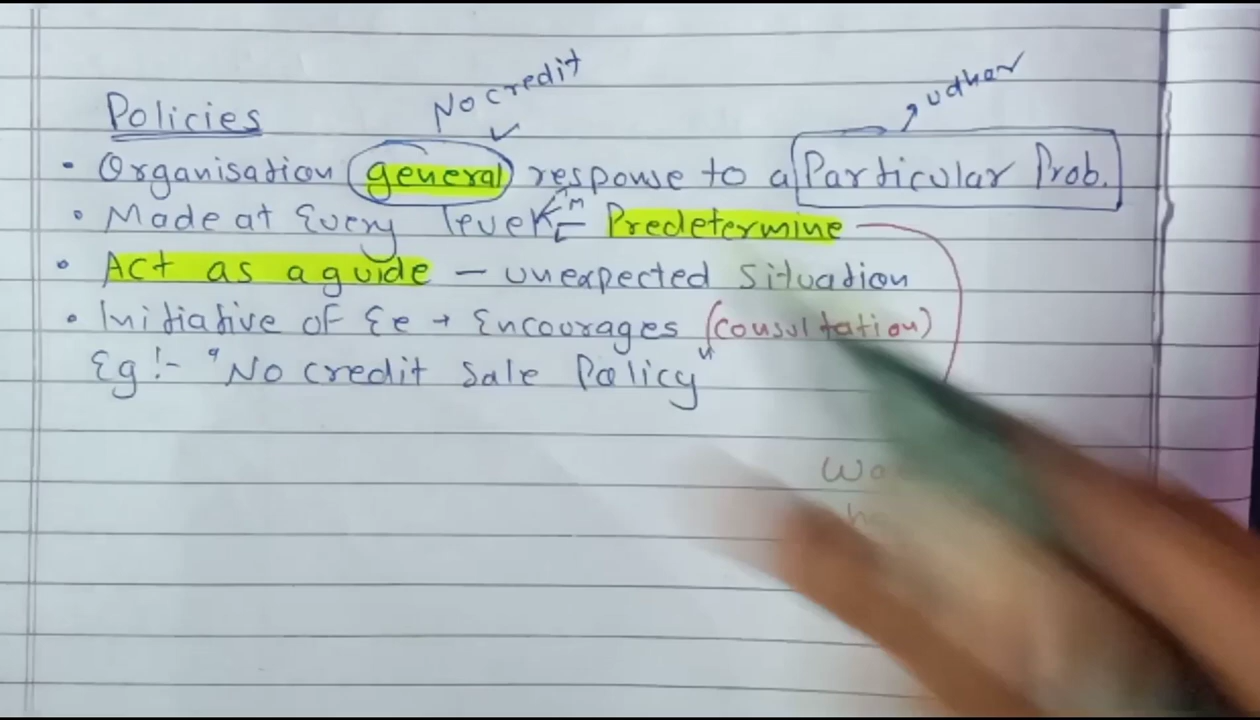 No credit
udhar
Policies
• Organisation general response to a Particular Prob.
• Made at Every level - Predetermine
• Act as a guide – unexpected situation
• Initiative of Ee → Encourages (consultation)
Eg:- "No credit Sale Policy"